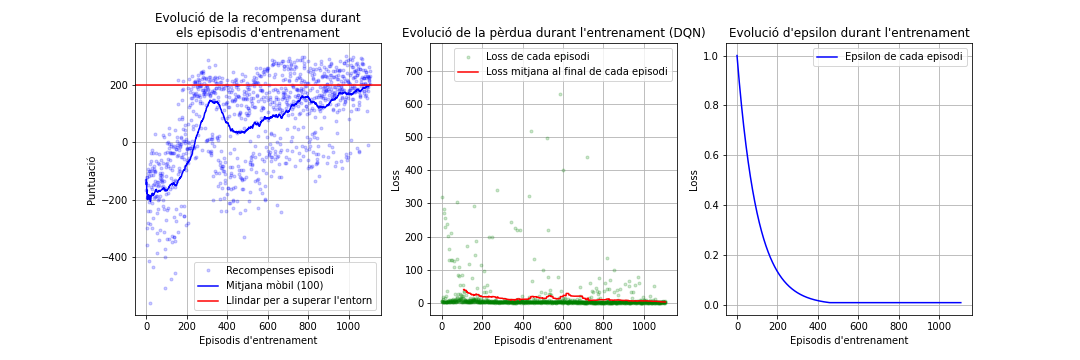 Evolució de la recompensa durant
els episodis d'entrenament
Puntuació
200
0
−200
−400
Recompenses episodi
Mitjana mòbil (100)
Llindar per a superar l'entorn
0 200 400 600 800 1000
Episodis d'entrenament
Evolució de la pèrdua durant l'entrenament (DQN)
Loss
700
600
500
400
300
200
100
0
Loss de cada episodi
Loss mitjana al final de cada episodi
0 200 400 600 800 1000
Episodis d'entrenament
Evolució d'epsilon durant l'entrenament
Loss
1.0
0.8
0.6
0.4
0.2
0.0
Epsilon de cada episodi
0 200 400 600 800 1000
Episodis d'entrenament